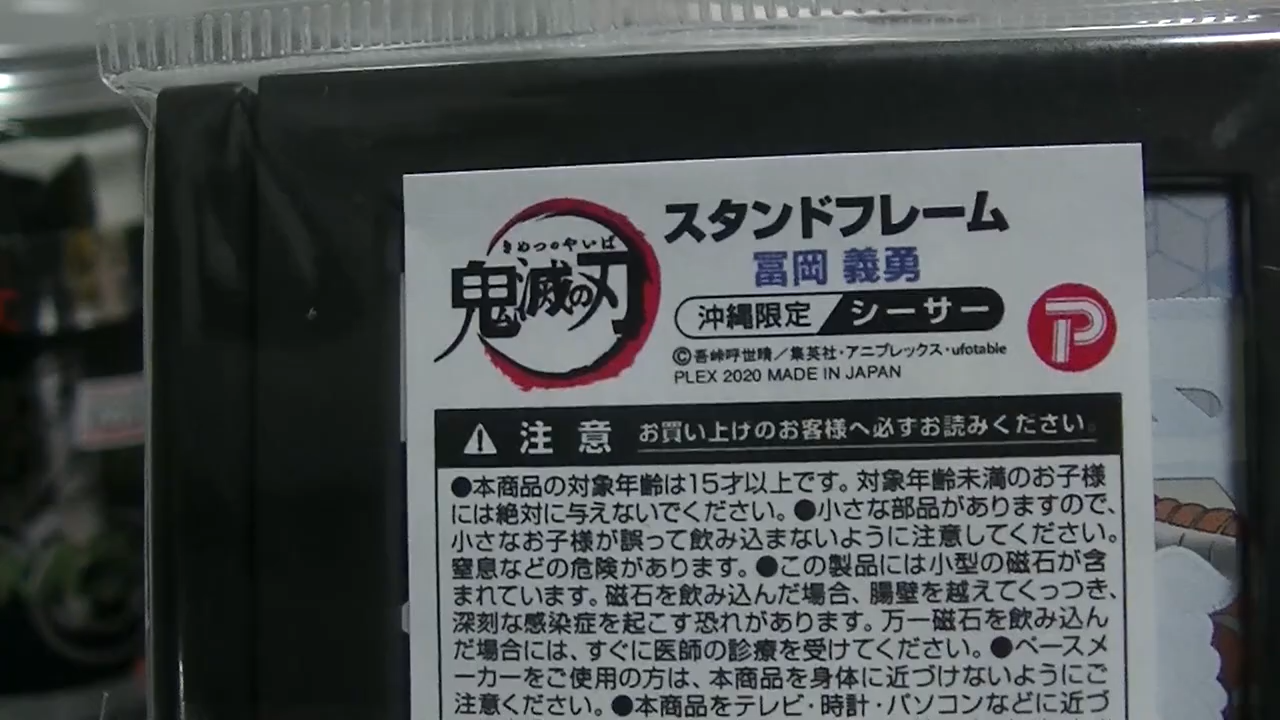 スタンドフレーム
きめつのやいば
鬼滅の刃
冨岡 義勇
沖縄限定 シーサー
©吾峠呼世晴／集英社・アニプレックス・ufotable
PLEX 2020 MADE IN JAPAN
P
注意 お買い上げのお客様へ必ずお読みください。
●本商品の対象年齢は15才以上です。対象年齢未満のお子様
には絶対に与えないでください。●小さな部品がありますので、
小さなお子様が誤って飲み込まないように注意してください。
窒息などの危険があります。●この製品には小型の磁石が含
まれています。磁石を飲み込んだ場合、腸壁を越えてくっつき、
深刻な感染症を起こす恐れがあります。万一磁石を飲み込ん
だ場合には、すぐに医師の診療を受けてください。●ペースメ
ーカーをご使用の方は、本商品を身体に近づけないようにご
注意ください。●本商品をテレビ・時計・パソコンなどに近づ